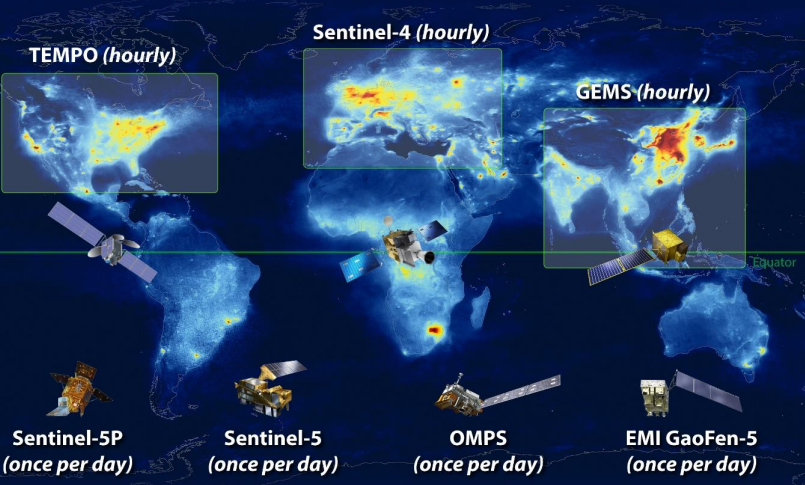 Sentinel-4 (hourly)
TEMPO (hourly)
GEMS (hourly)
Equator
Sentinel-5P
(once per day)
Sentinel-5
(once per day)
OMPS
(once per day)
EMI GaoFen-5
(once per day)